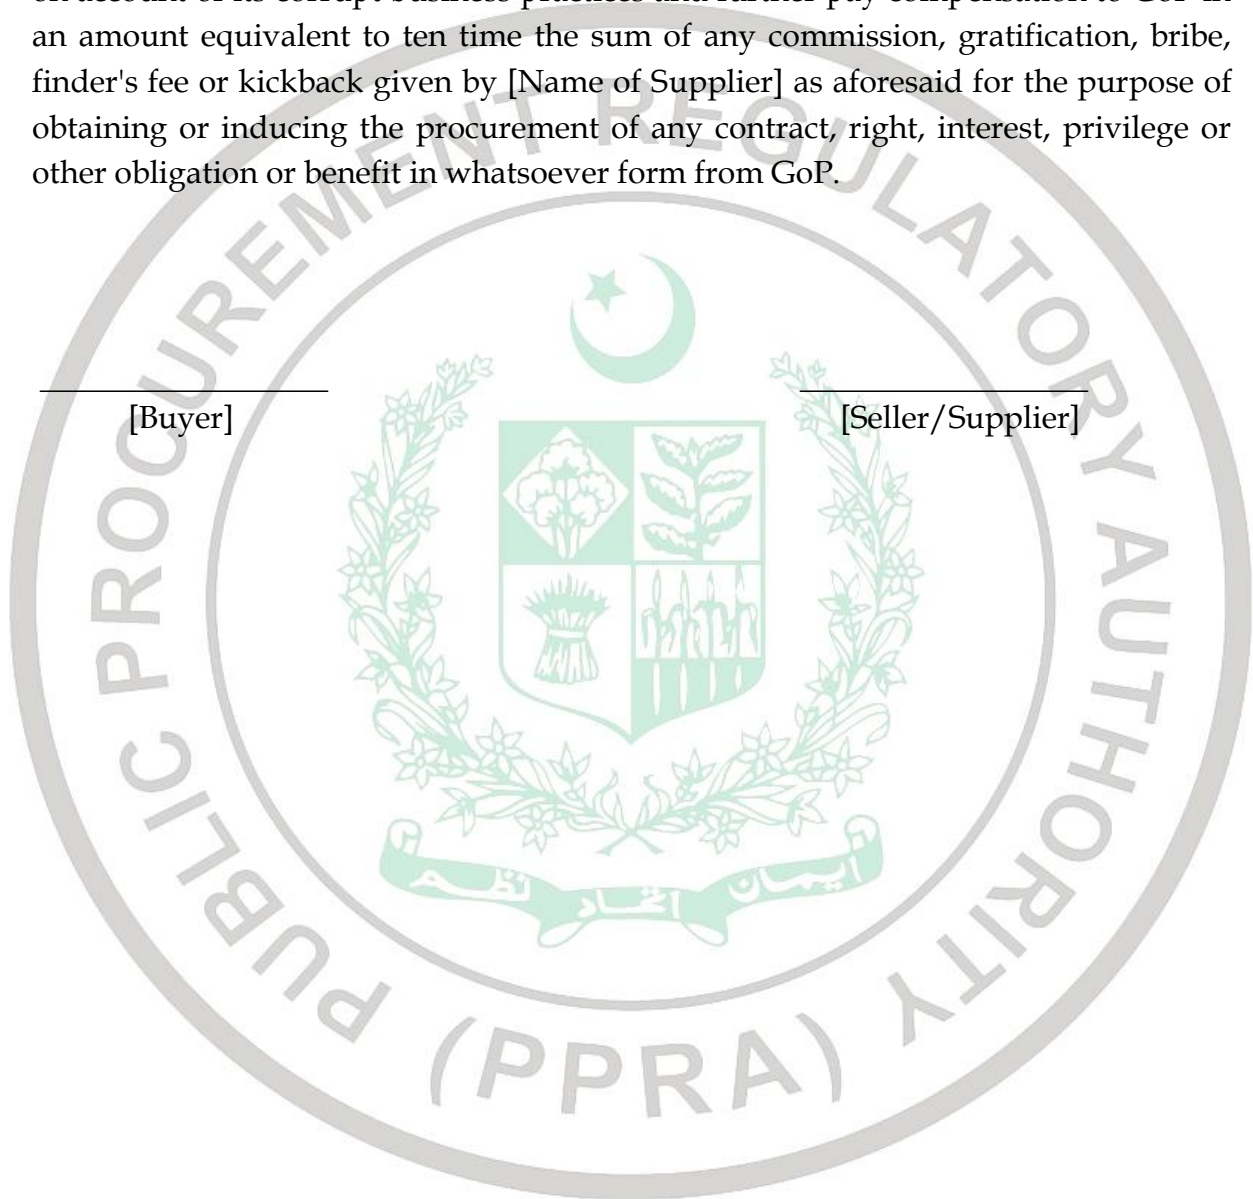 on account of its corrupt business practices and further pay compensation to GoP in
an amount equivalent to ten time the sum of any commission, gratification, bribe,
finder's fee or kickback given by [Name of Supplier] as aforesaid for the purpose of
obtaining or inducing the procurement of any contract, right, interest, privilege or
other obligation or benefit in whatsoever form from GoP.
[Buyer] [Seller/Supplier]
PUBLIC PROOUREMENT REGULATORY AUTHORITY
(PPRA)
ایمان اتحاد نظم